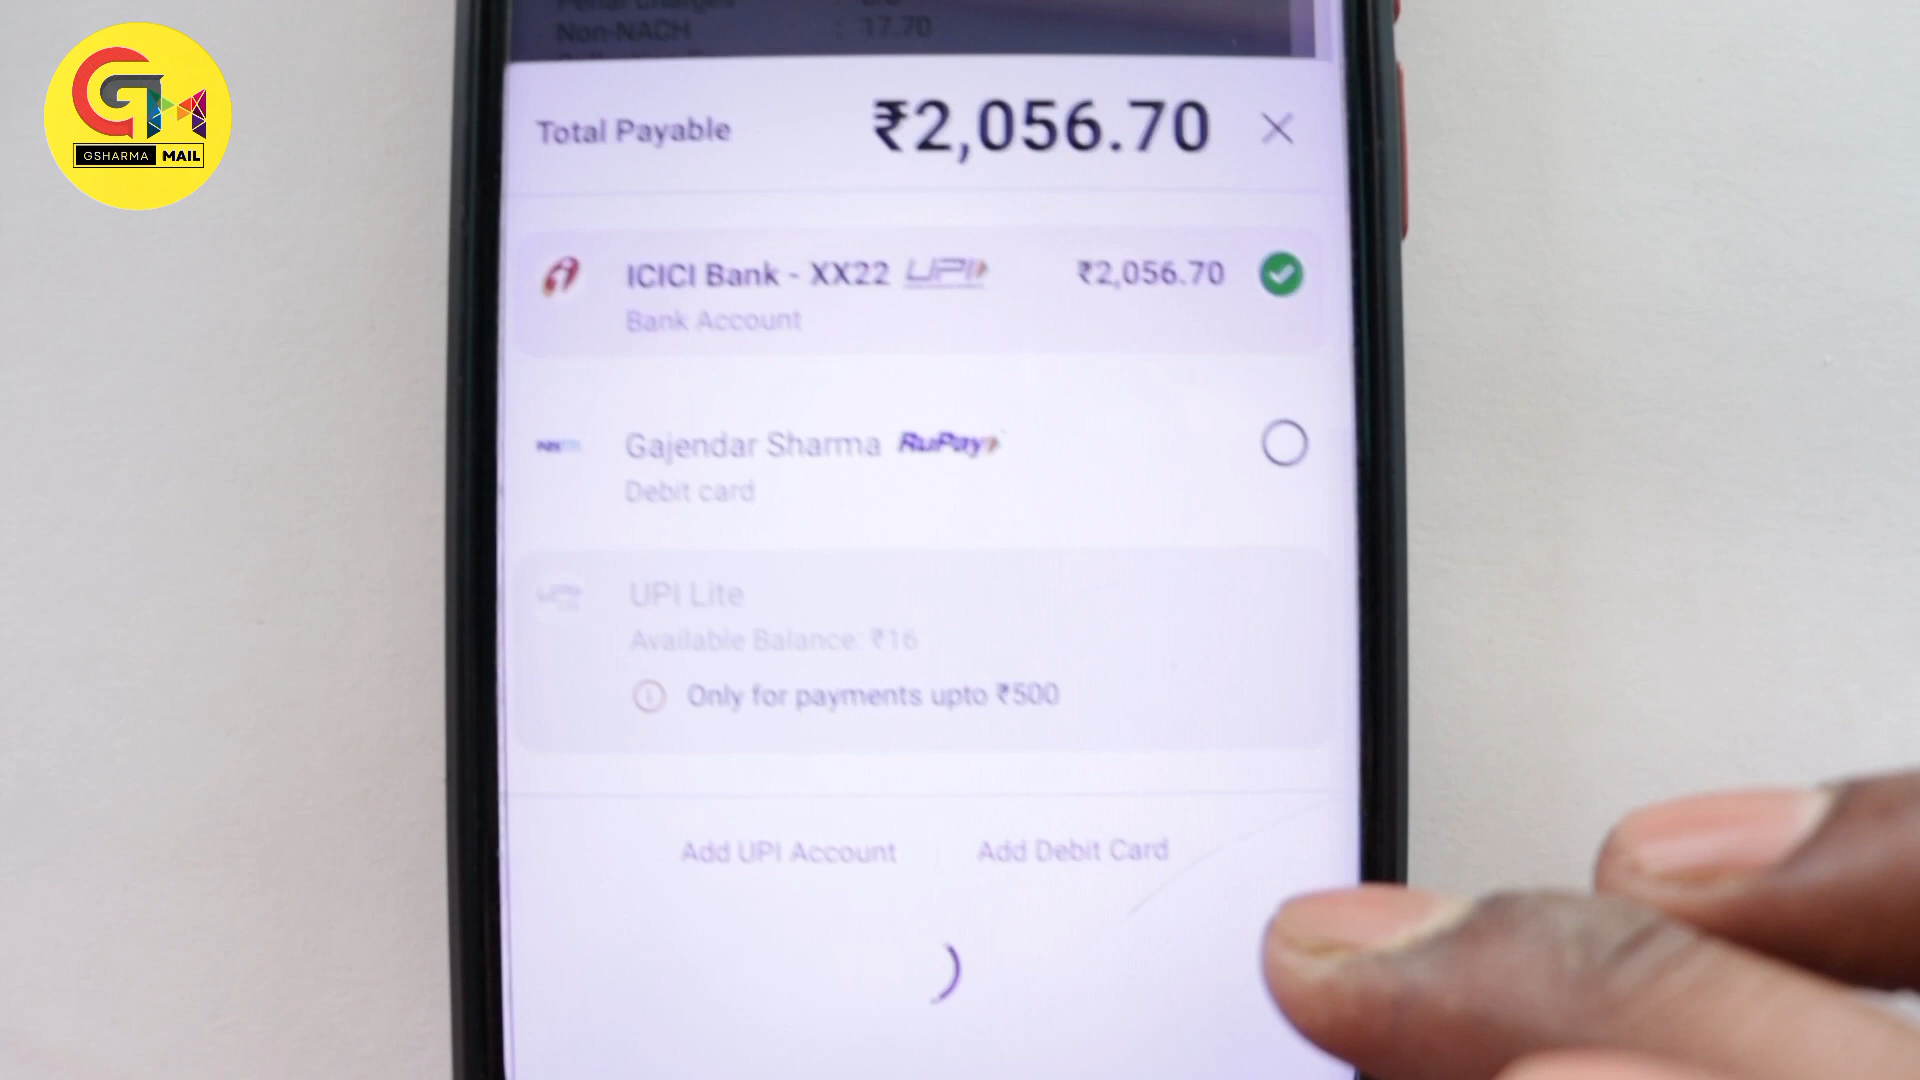 GSHARMA MAIL
Penal Charges
Non-NACH : 17.70
Total Payable ₹2,056.70
ICICI Bank - XX22 UPI ₹2,056.70
Bank Account
Gajendar Sharma RuPay
Debit card
UPI Lite
Available Balance: ₹16
Only for payments upto ₹500
Add UPI Account Add Debit Card